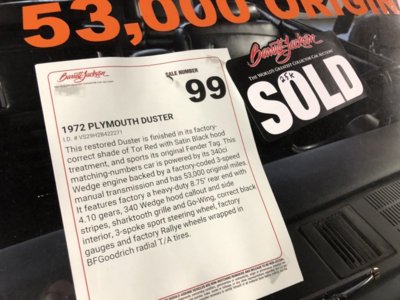 53,000 ORIGIN
Barrett-Jackson
SALE NUMBER
99
1972 PLYMOUTH DUSTER
I.D. # VS29H2B422271
This restored Duster is finished in its factory-
correct shade of Tor Red with Satin Black hood
treatment, and sports its original Fender Tag. This
matching-numbers car is powered by its 340ci
Wedge engine backed by a factory-coded 3-speed
manual transmission and has 53,000 original miles.
It features factory a heavy-duty 8.75" rear end with
4.10 gears, 340 Wedge hood callout and side
stripes, sharktooth grille and Go-Wing, correct black
interior, 3-spoke sport steering wheel, factory
gauges and factory Rallye wheels wrapped in
BFGoodrich radial T/A tires.
Barrett-Jackson
THE WORLD'S GREATEST COLLECTOR CAR AUCTIONS
25K
SOLD